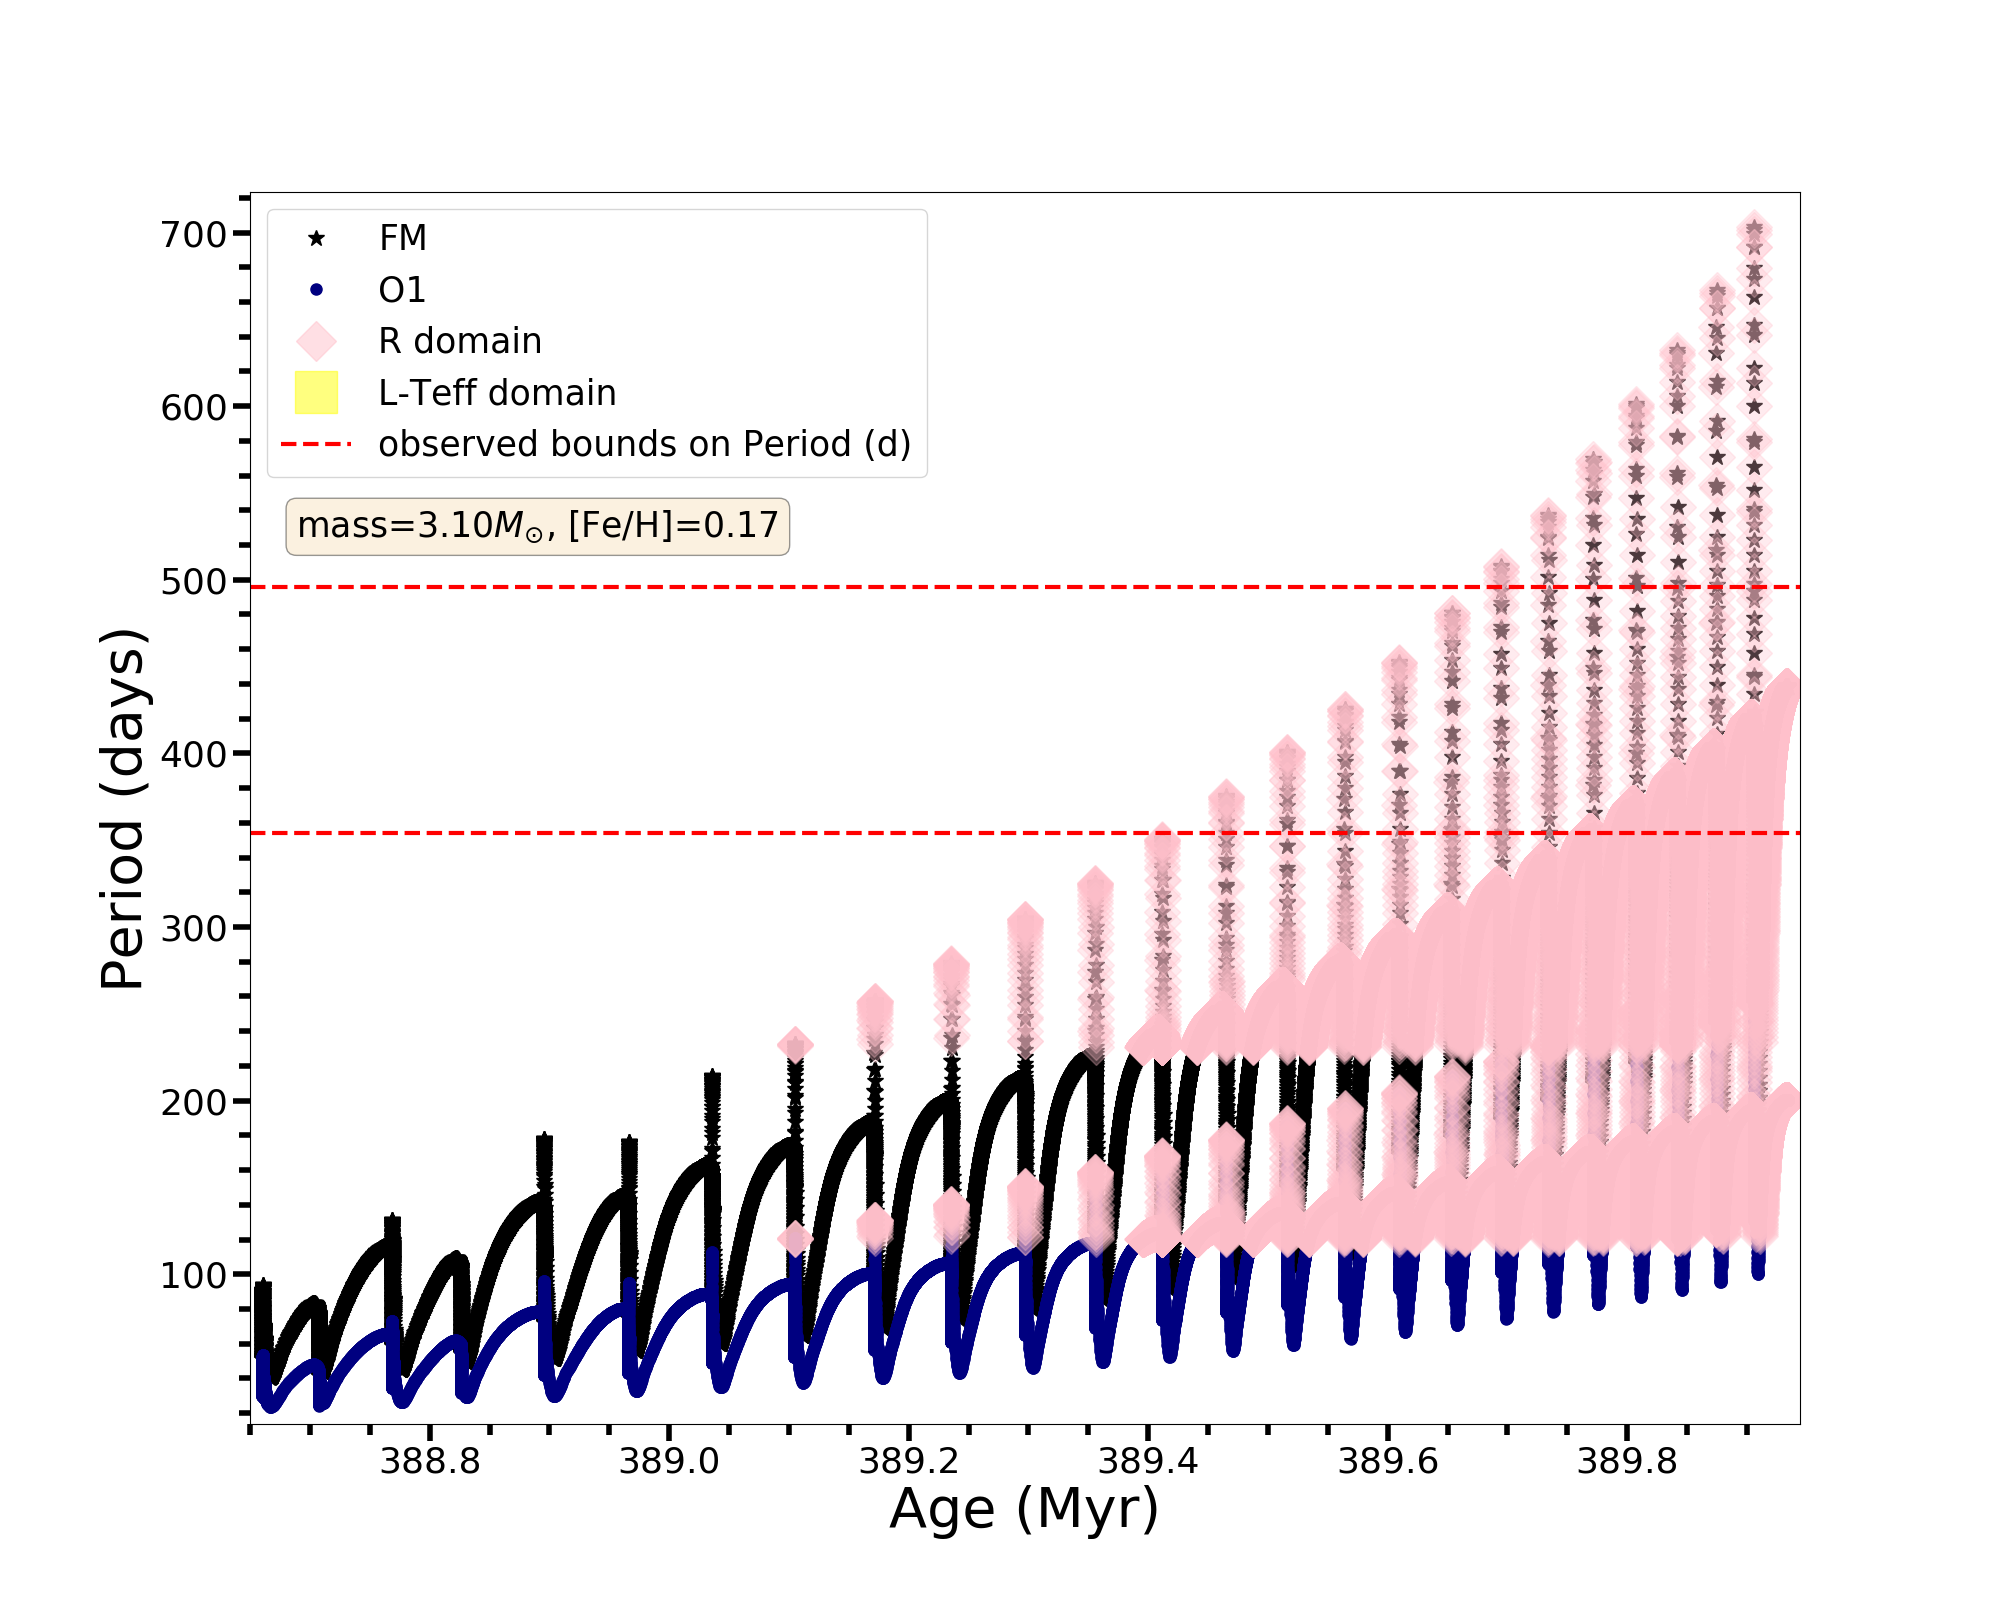 FM
O1
R domain
L-Teff domain
observed bounds on Period (d)
mass=3.10M⊙, [Fe/H]=0.17
700
600
500
400
300
200
100
Period (days)
388.8 389.0 389.2 389.4 389.6 389.8
Age (Myr)